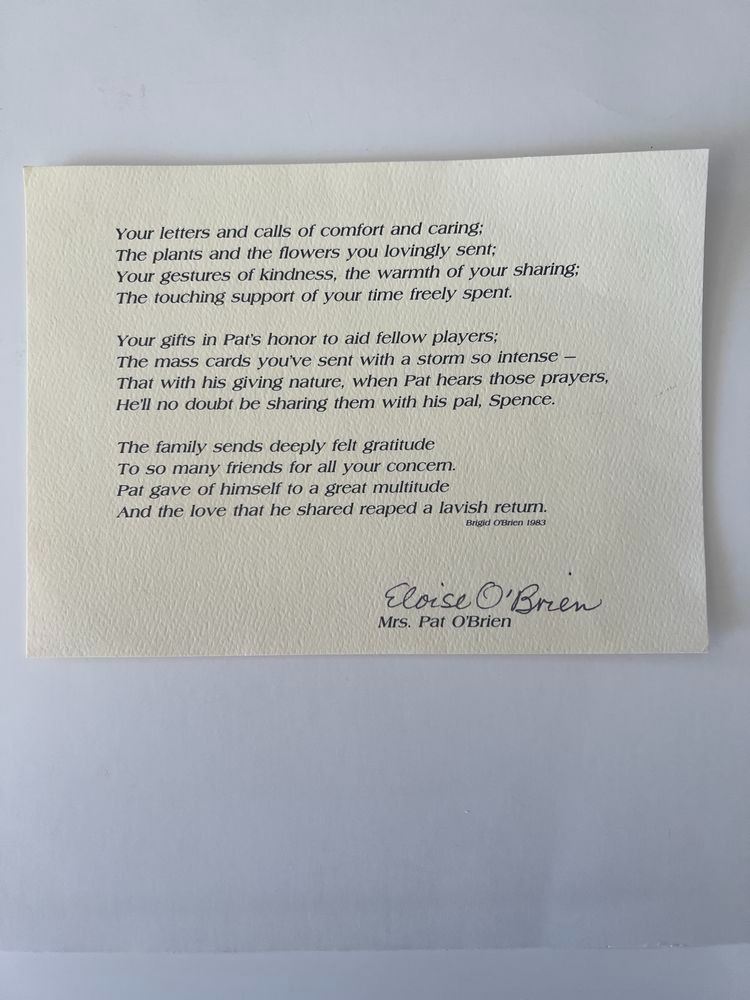 Your letters and calls of comfort and caring;
The plants and the flowers you lovingly sent;
Your gestures of kindness, the warmth of your sharing;
The touching support of your time freely spent.
Your gifts in Pat's honor to aid fellow players;
The mass cards you've sent with a storm so intense —
That with his giving nature, when Pat hears those prayers,
He'll no doubt be sharing them with his pal, Spence.
The family sends deeply felt gratitude
To so many friends for all your concern.
Pat gave of himself to a great multitude
And the love that he shared reaped a lavish return.
Brigid O'Brien 1983
Eloise O'Brien
Mrs. Pat O'Brien